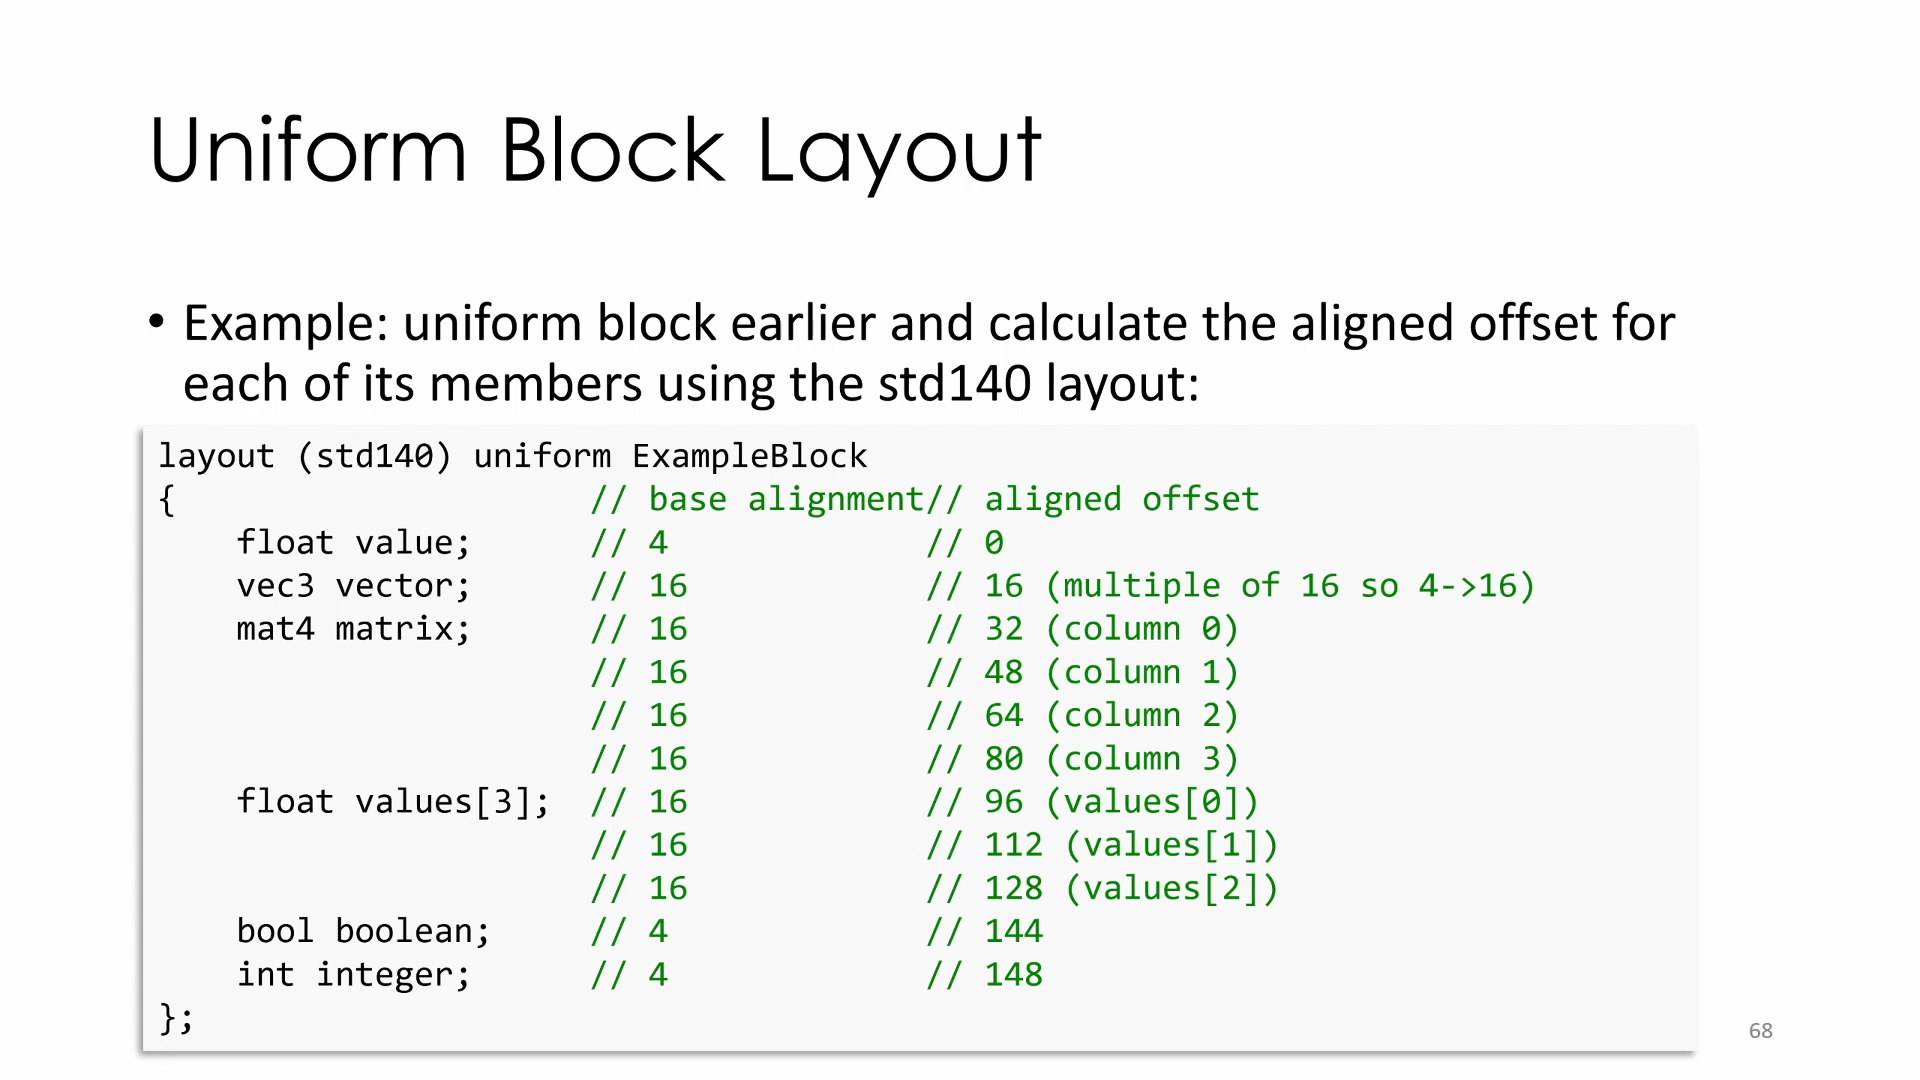 Uniform Block Layout
• Example: uniform block earlier and calculate the aligned offset for
each of its members using the std140 layout:
layout (std140) uniform ExampleBlock
{                     // base alignment// aligned offset
    float value;      // 4             // 0
    vec3 vector;      // 16            // 16 (multiple of 16 so 4->16)
    mat4 matrix;      // 16            // 32 (column 0)
                      // 16            // 48 (column 1)
                      // 16            // 64 (column 2)
                      // 16            // 80 (column 3)
    float values[3];  // 16            // 96 (values[0])
                      // 16            // 112 (values[1])
                      // 16            // 128 (values[2])
    bool boolean;     // 4             // 144
    int integer;      // 4             // 148
};
68